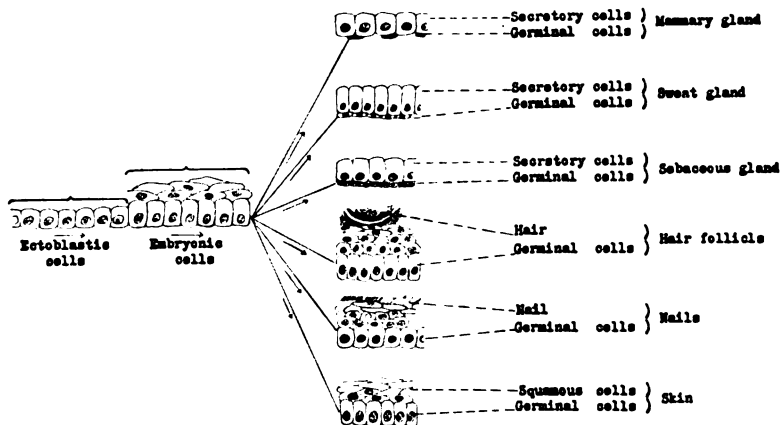 Secretory cells } Mammary gland
Germinal cells
Secretory cells } Sweat gland
Germinal cells
Secretory cells } Sebaceous gland
Germinal cells
Ectoblastic cells
Embryonic cells
Hair } Hair follicls
Germinal cells
Nail } Nails
Germinal cells
Squamous cells } Skin
Germinal cells